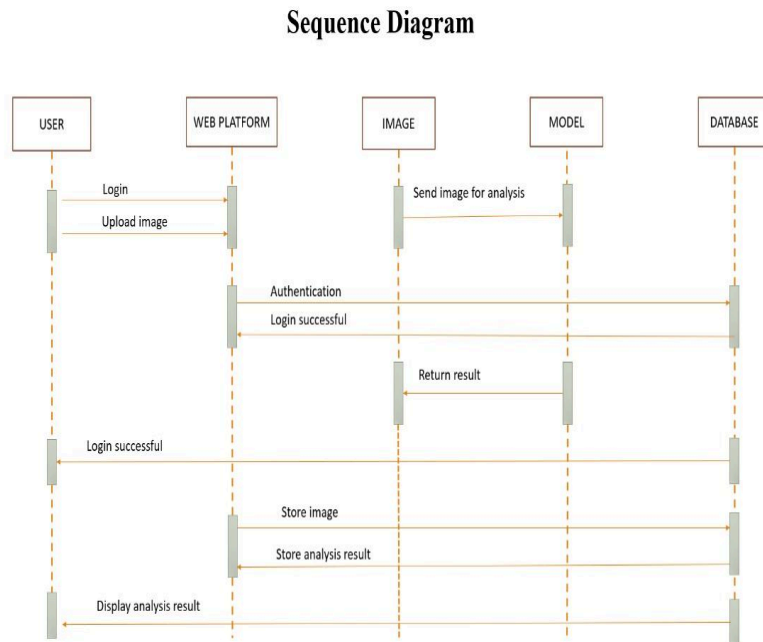 Sequence Diagram
USER
WEB PLATFORM
IMAGE
MODEL
DATABASE
Login
Send image for analysis
Upload image
Authentication
Login successful
Return result
Login successful
Store image
Store analysis result
Display analysis result